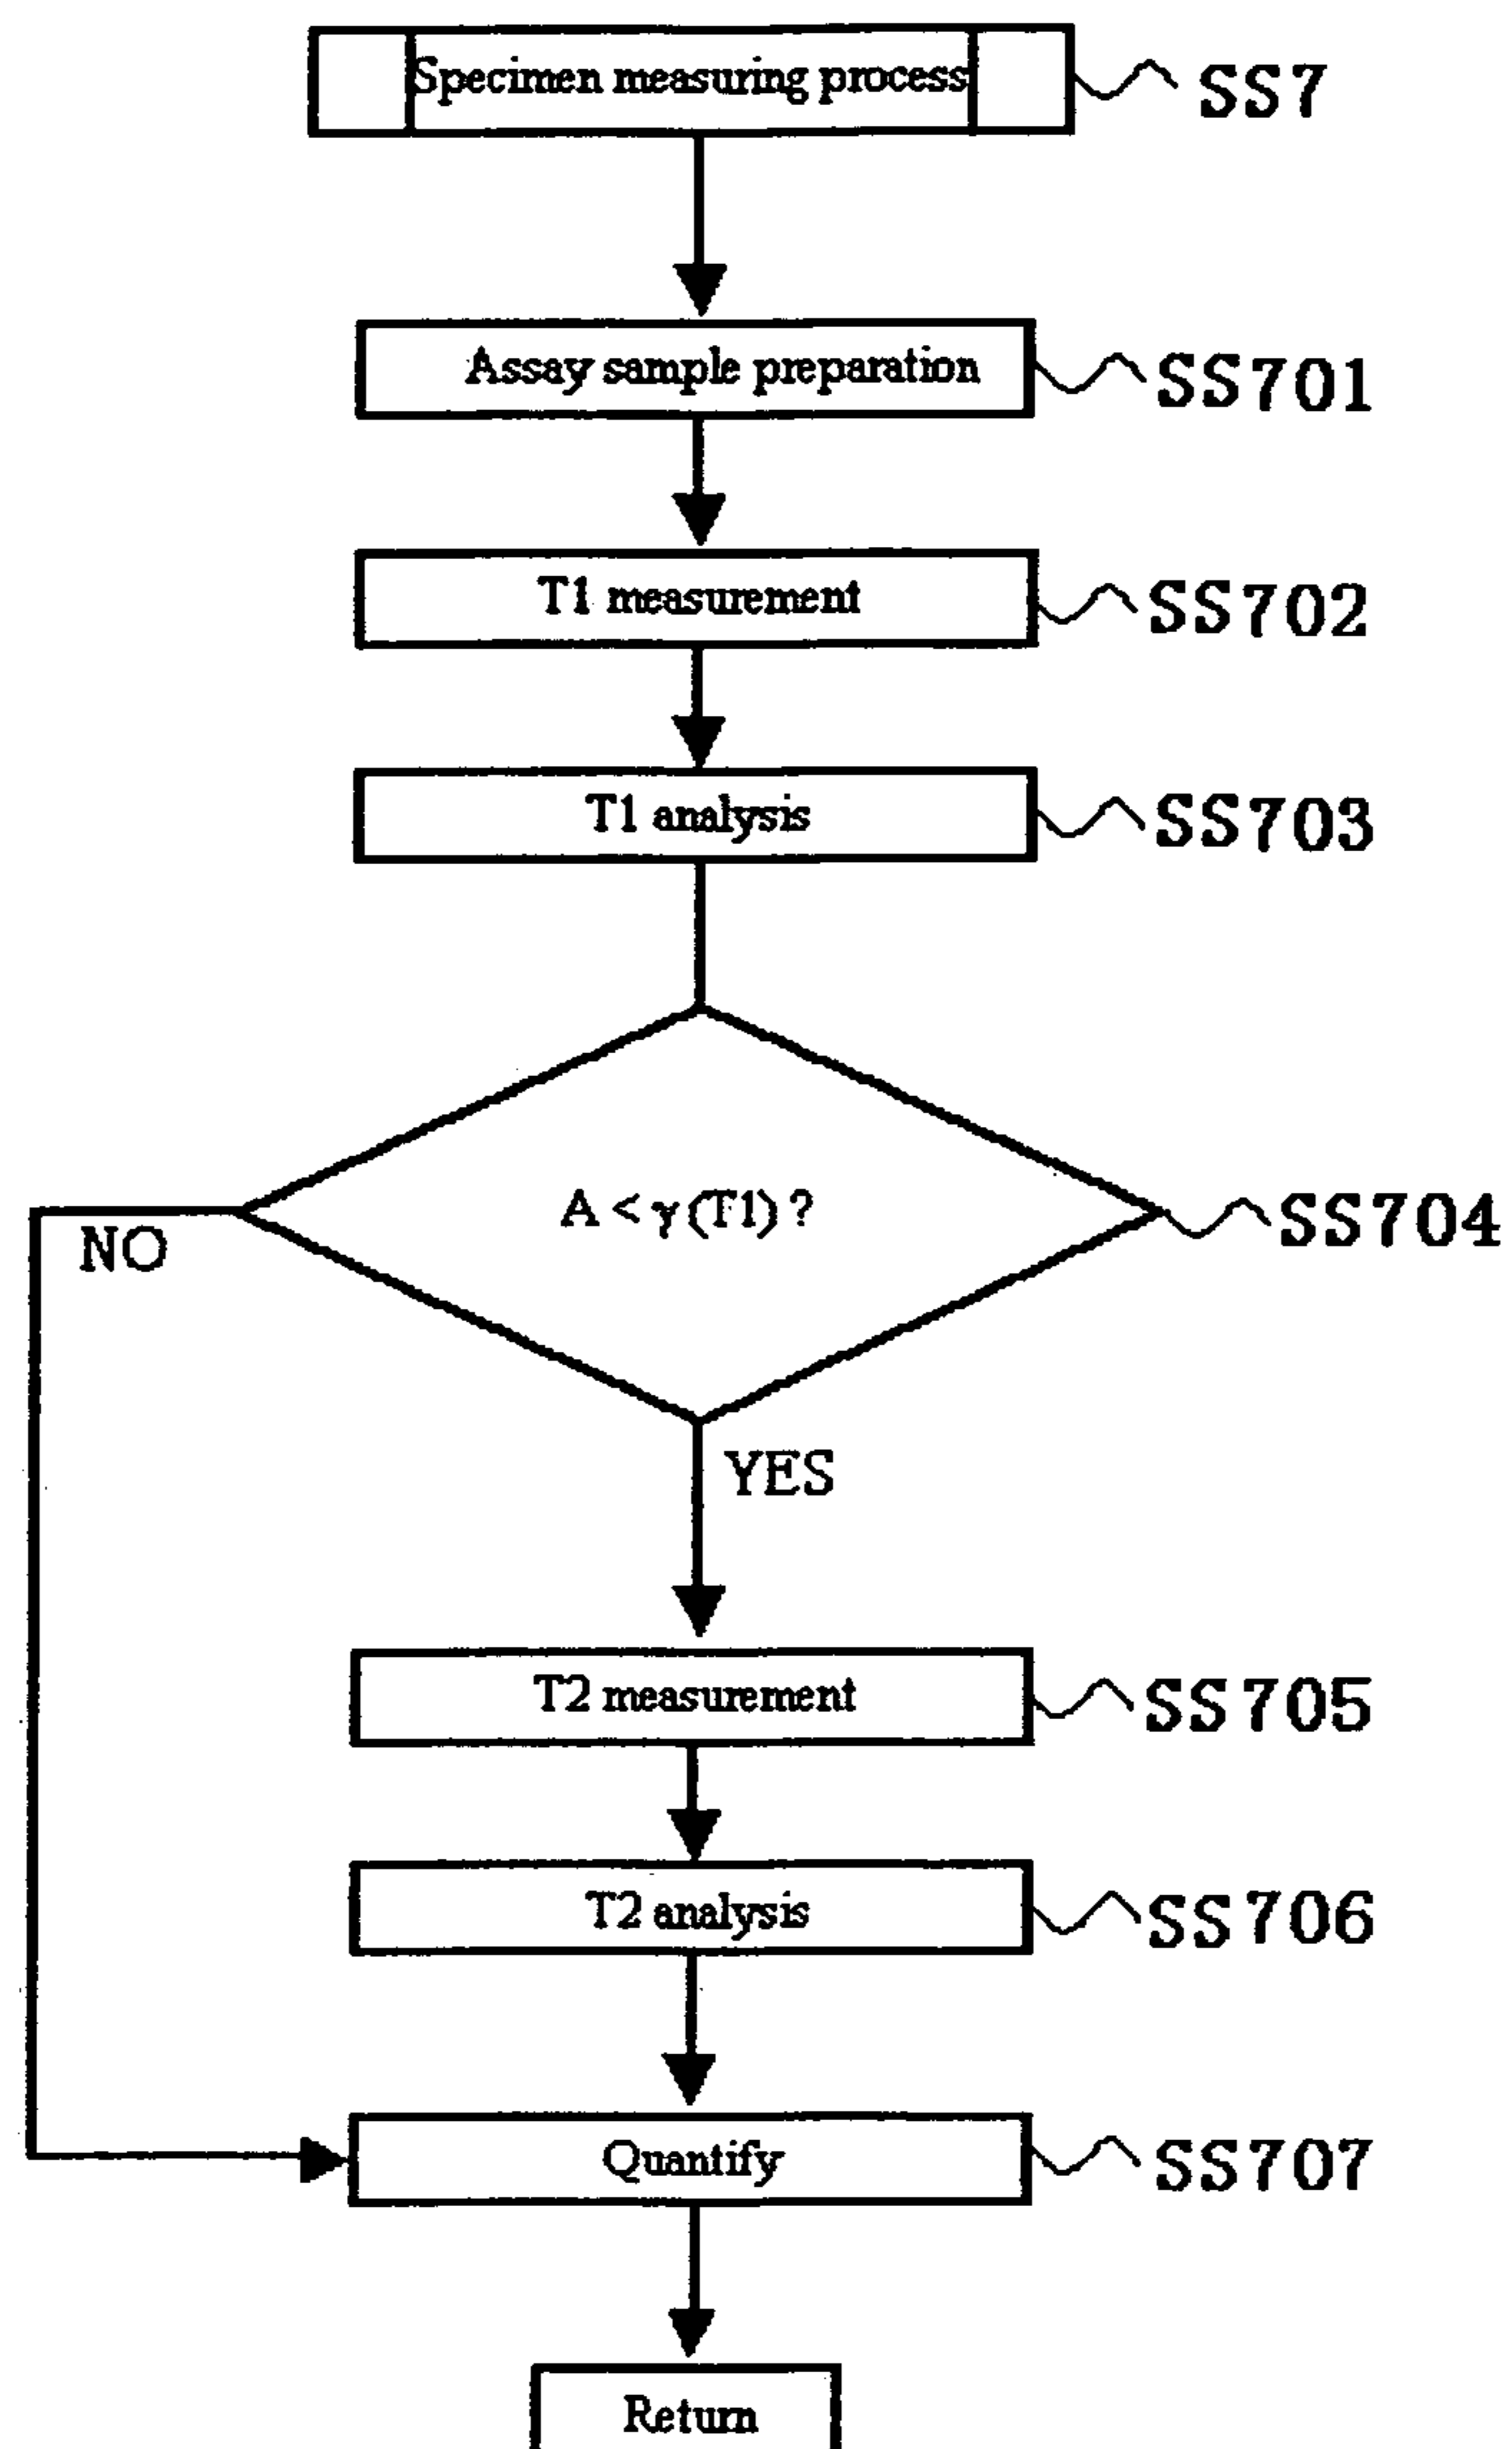 Specimen measuring process
SS7
Assay sample preparation
SS701
T1 measurement
SS702
T1 analysis
SS703
A < γ(T1) ?
SS704
NO
YES
T2 measurement
SS705
T2 analysis
SS706
Quantify
SS707
Return